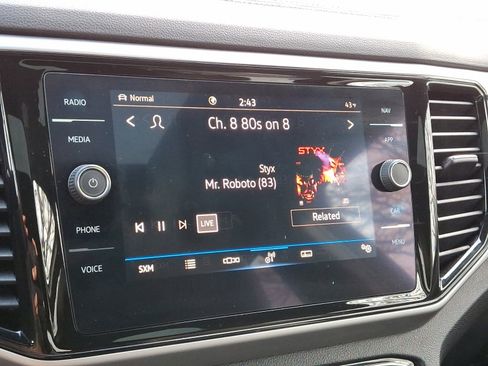 RADIO
MEDIA
PHONE
VOICE
Normal
2:43
43°F
Ch. 8 80s on 8
Styx
Mr. Roboto (83)
STYX
LIVE
Related
SXM
NAV
APP
CAR
MENU